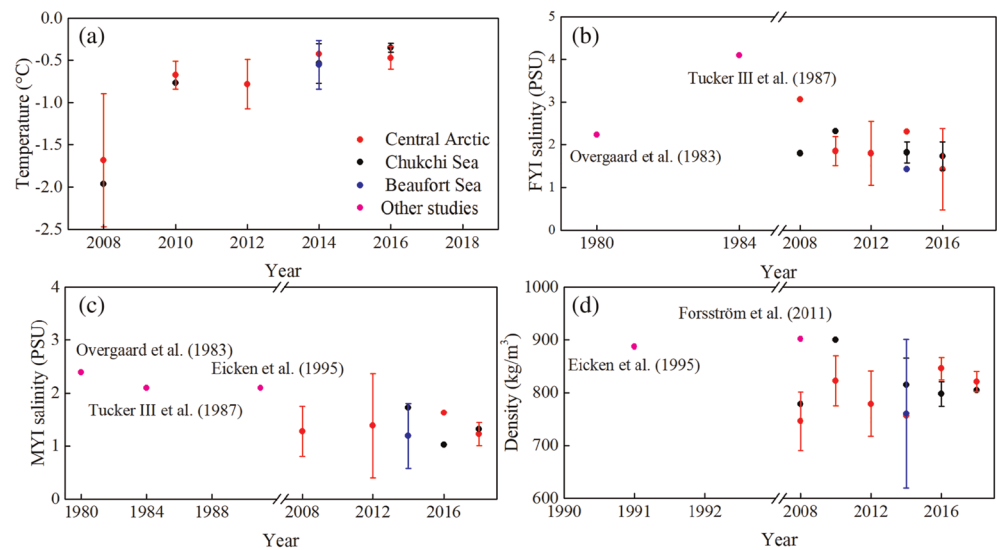 (a)
Temperature (°C)
0.0
-0.5
-1.0
-1.5
-2.0
-2.5
Central Arctic
Chukchi Sea
Beaufort Sea
Other studies
2008 2010 2012 2014 2016 2018
Year
(b)
FYI salinity (PSU)
5
4
3
2
1
0
Tucker III et al. (1987)
Overgaard et al. (1983)
1980 1984 2008 2012 2016
Year
(c)
MYI salinity (PSU)
4
3
2
1
0
Overgaard et al. (1983)
Eicken et al. (1995)
Tucker III et al. (1987)
1980 1984 1988 2008 2012 2016
Year
(d)
Density (kg/m³)
1000
900
800
700
600
Forsström et al. (2011)
Eicken et al. (1995)
1990 1991 1992 2008 2012 2016
Year